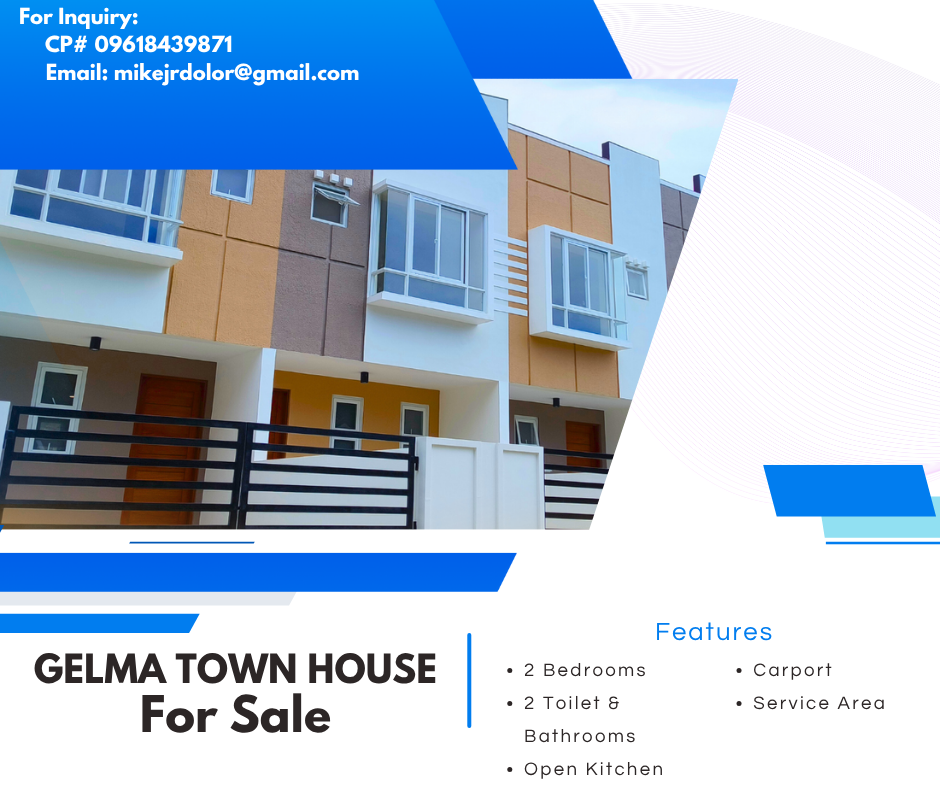 For Inquiry:
CP# 09618439871
Email: mikejrdolor@gmail.com
GELMA TOWN HOUSE
For Sale
Features
• 2 Bedrooms
• 2 Toilet &
Bathrooms
• Open Kitchen
• Carport
• Service Area